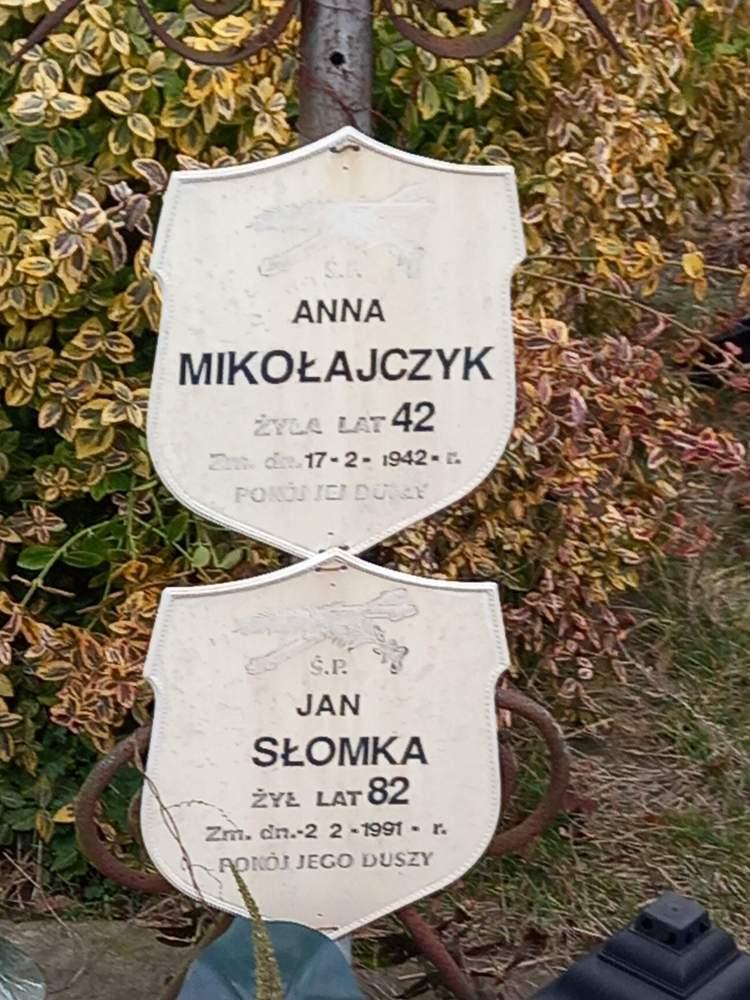 Ś.P.
ANNA
MIKOŁAJCZYK
ŻYŁA LAT 42
Zm. dn. 17-2-1942-r.
POKÓJ JEJ DUSZY
Ś.P.
JAN
SŁOMKA
ŻYŁ LAT 82
Zm. dn.-2 2-1991- r.
POKÓJ JEGO DUSZY